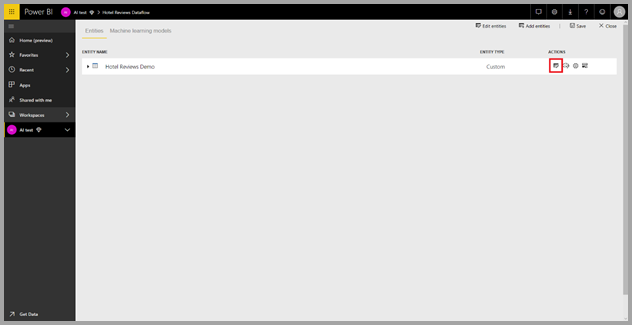 Power BI
AI test > Hotel Reviews Dataflow
?
Edit entities
Add entities
Save
Close
Home (preview)
Favorites
Recent
Apps
Shared with me
Workspaces
AI test
Get Data
Entities
Machine learning models
ENTITY NAME
ENTITY TYPE
ACTIONS
Hotel Reviews Demo
Custom